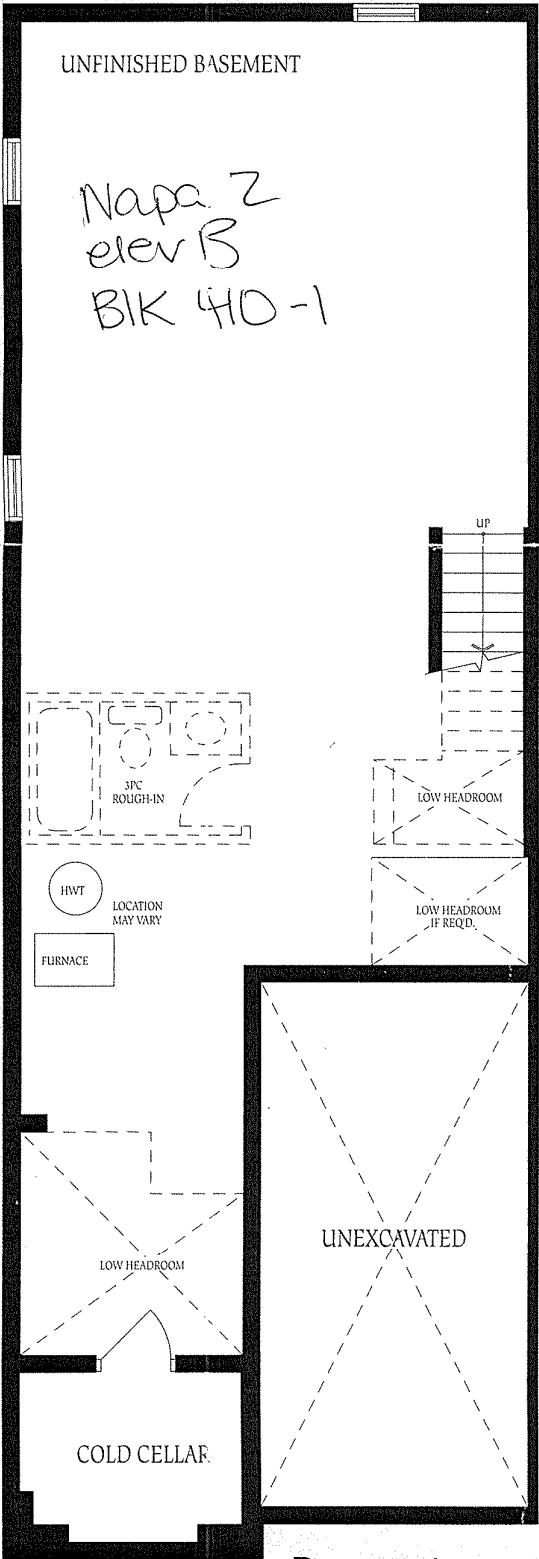 UNFINISHED BASEMENT
Napa 2
elev B
BlK 410-1
UP
3PC
ROUGH-IN
LOW HEADROOM
HWT
LOCATION
MAY VARY
LOW HEADROOM
IF REQ'D.
FURNACE
UNEXCAVATED
LOW HEADROOM
COLD CELLAR